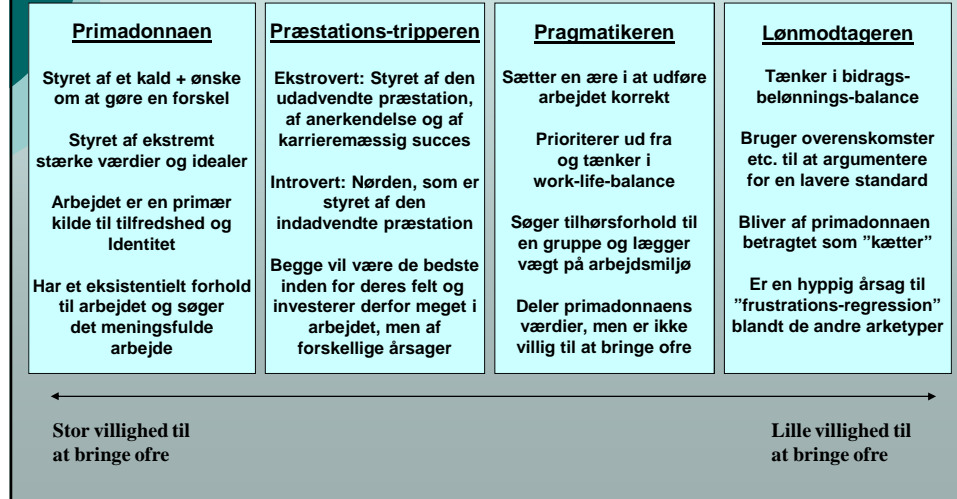 Primadonnaen
Styret af et kald + ønske
om at gøre en forskel
Styret af ekstremt
stærke værdier og idealer
Arbejdet er en primær
kilde til tilfredshed og
Identitet
Har et eksistentielt forhold
til arbejdet og søger
det meningsfulde
arbejde
Præstations-tripperen
Ekstrovert: Styret af den
udadvendte præstation,
af anerkendelse og af
karrieremæssig succes
Introvert: Nørden, som er
styret af den
indadvendte præstation
Begge vil være de bedste
inden for deres felt og
investerer derfor meget i
arbejdet, men af
forskellige årsager
Pragmatikeren
Sætter en ære i at udføre
arbejdet korrekt
Prioriterer ud fra
og tænker i
work-life-balance
Søger tilhørsforhold til
en gruppe og lægger
vægt på arbejdsmiljø
Deler primadonnaens
værdier, men er ikke
villig til at bringe ofre
Lønmodtageren
Tænker i bidrags-
belønnings-balance
Bruger overenskomster
etc. til at argumentere
for en lavere standard
Bliver af primadonnaen
betragtet som ”kætter”
Er en hyppig årsag til
”frustrations-regression”
blandt de andre arketyper
Stor villighed til
at bringe ofre
Lille villighed til
at bringe ofre